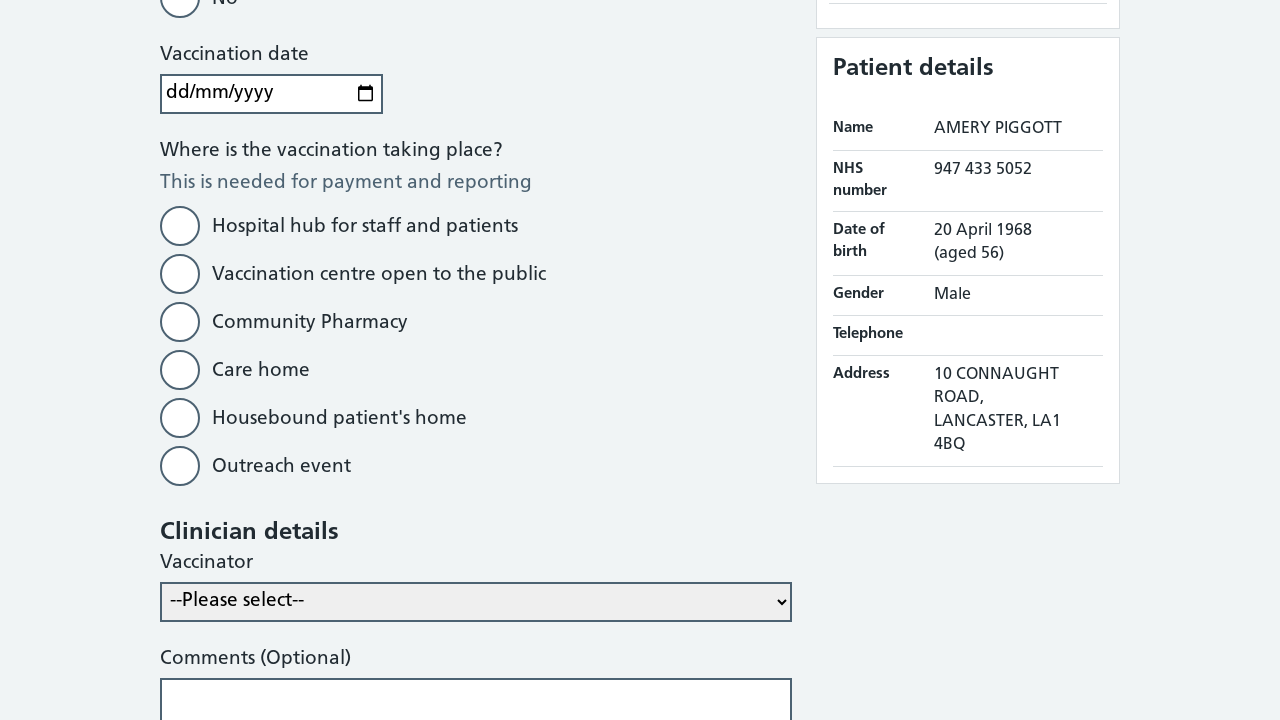 No
Vaccination date
dd/mm/yyyy
Where is the vaccination taking place?
This is needed for payment and reporting
Hospital hub for staff and patients
Vaccination centre open to the public
Community Pharmacy
Care home
Housebound patient's home
Outreach event
Clinician details
Vaccinator
--Please select--
Comments (Optional)
Patient details
Name AMERY PIGGOTT
NHS number 947 433 5052
Date of birth 20 April 1968 (aged 56)
Gender Male
Telephone
Address 10 CONNAUGHT
ROAD,
LANCASTER, LA1
4BQ